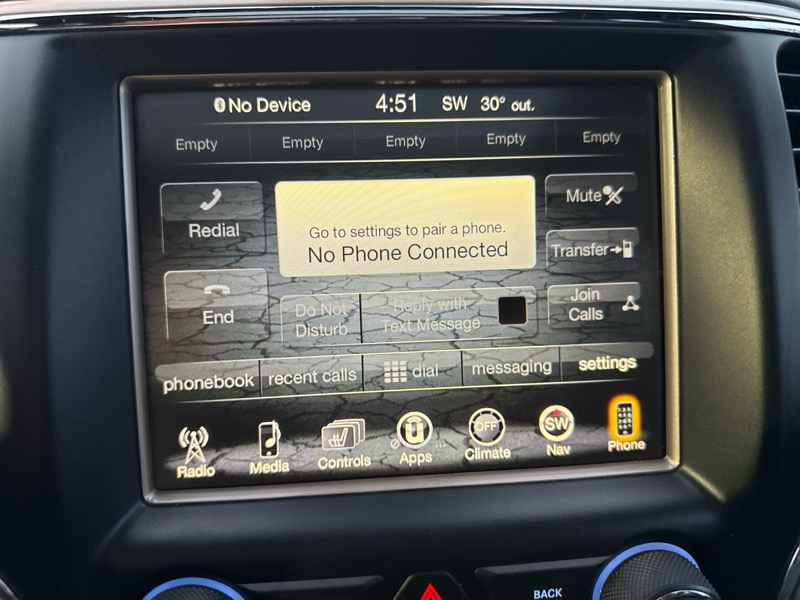 No Device 4:51 SW 30° out.
Empty Empty Empty Empty Empty
Redial
Go to settings to pair a phone.
No Phone Connected
Mute
Transfer
End
Do Not
Disturb
Reply with
Text Message
Join
Calls
phonebook recent calls dial messaging settings
Radio Media Controls Apps ... OFF Climate SW Nav Phone
BACK